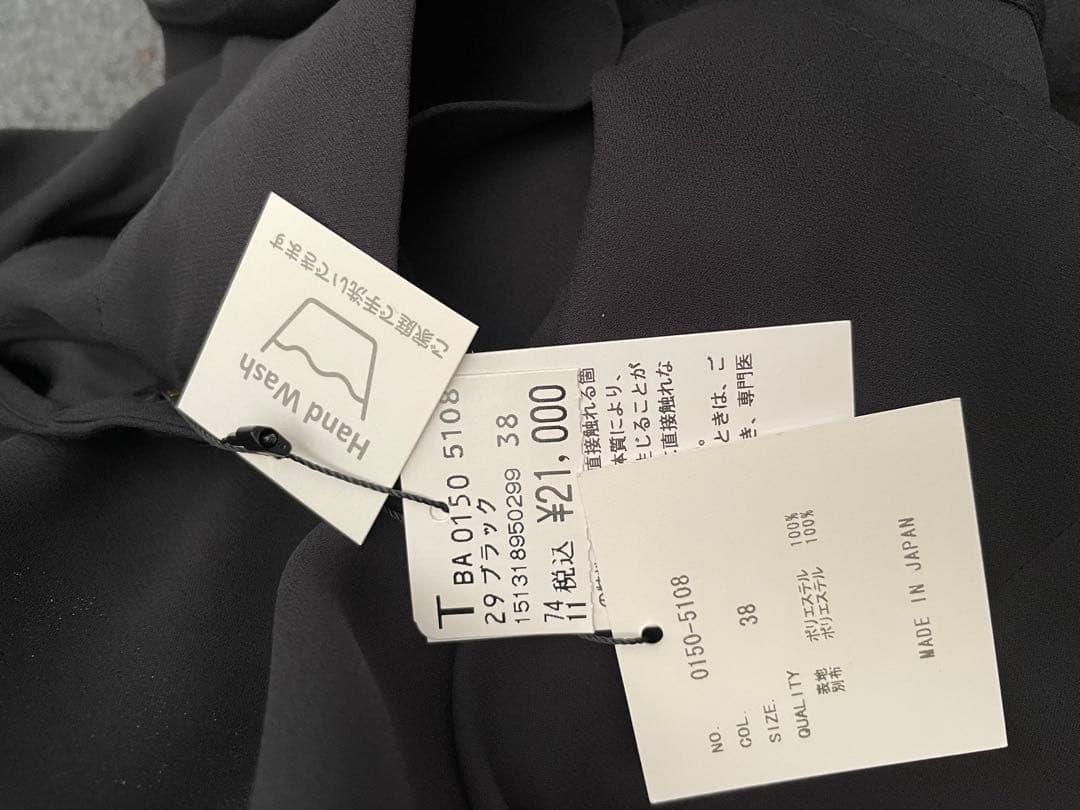 Hand Wash
ご家庭で手洗いできます
T BA 0150 5108
29 ブラック
151318950299 38
74
11 税込 ¥21,000
直接触れる箇
体質により、
じることが
直接触れな
。
ときは、ご
き、専門医
NO. 0150-5108
COL.
SIZE. 38
QUALITY
表地 ポリエステル 100%
別布 ポリエステル 100%
MADE IN JAPAN